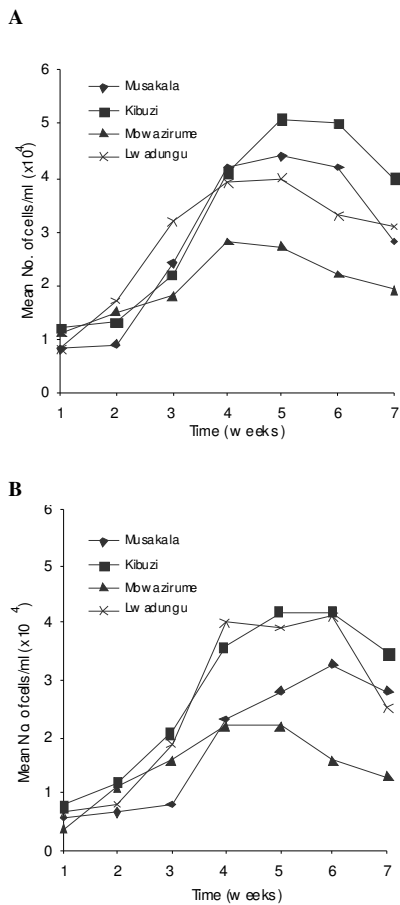 A
6
5
4
3
2
1
0
Mean No. of cells/ml (x10⁴)
Musakala
Kibuzi
Mbwazirume
Lwadungu
1 2 3 4 5 6 7
Time (weeks)
B
6
5
4
3
2
1
0
Mean No. of cells/ml (x10 ⁴)
Musakala
Kibuzi
Mbwazirume
Lwadungu
1 2 3 4 5 6 7
Time (weeks)